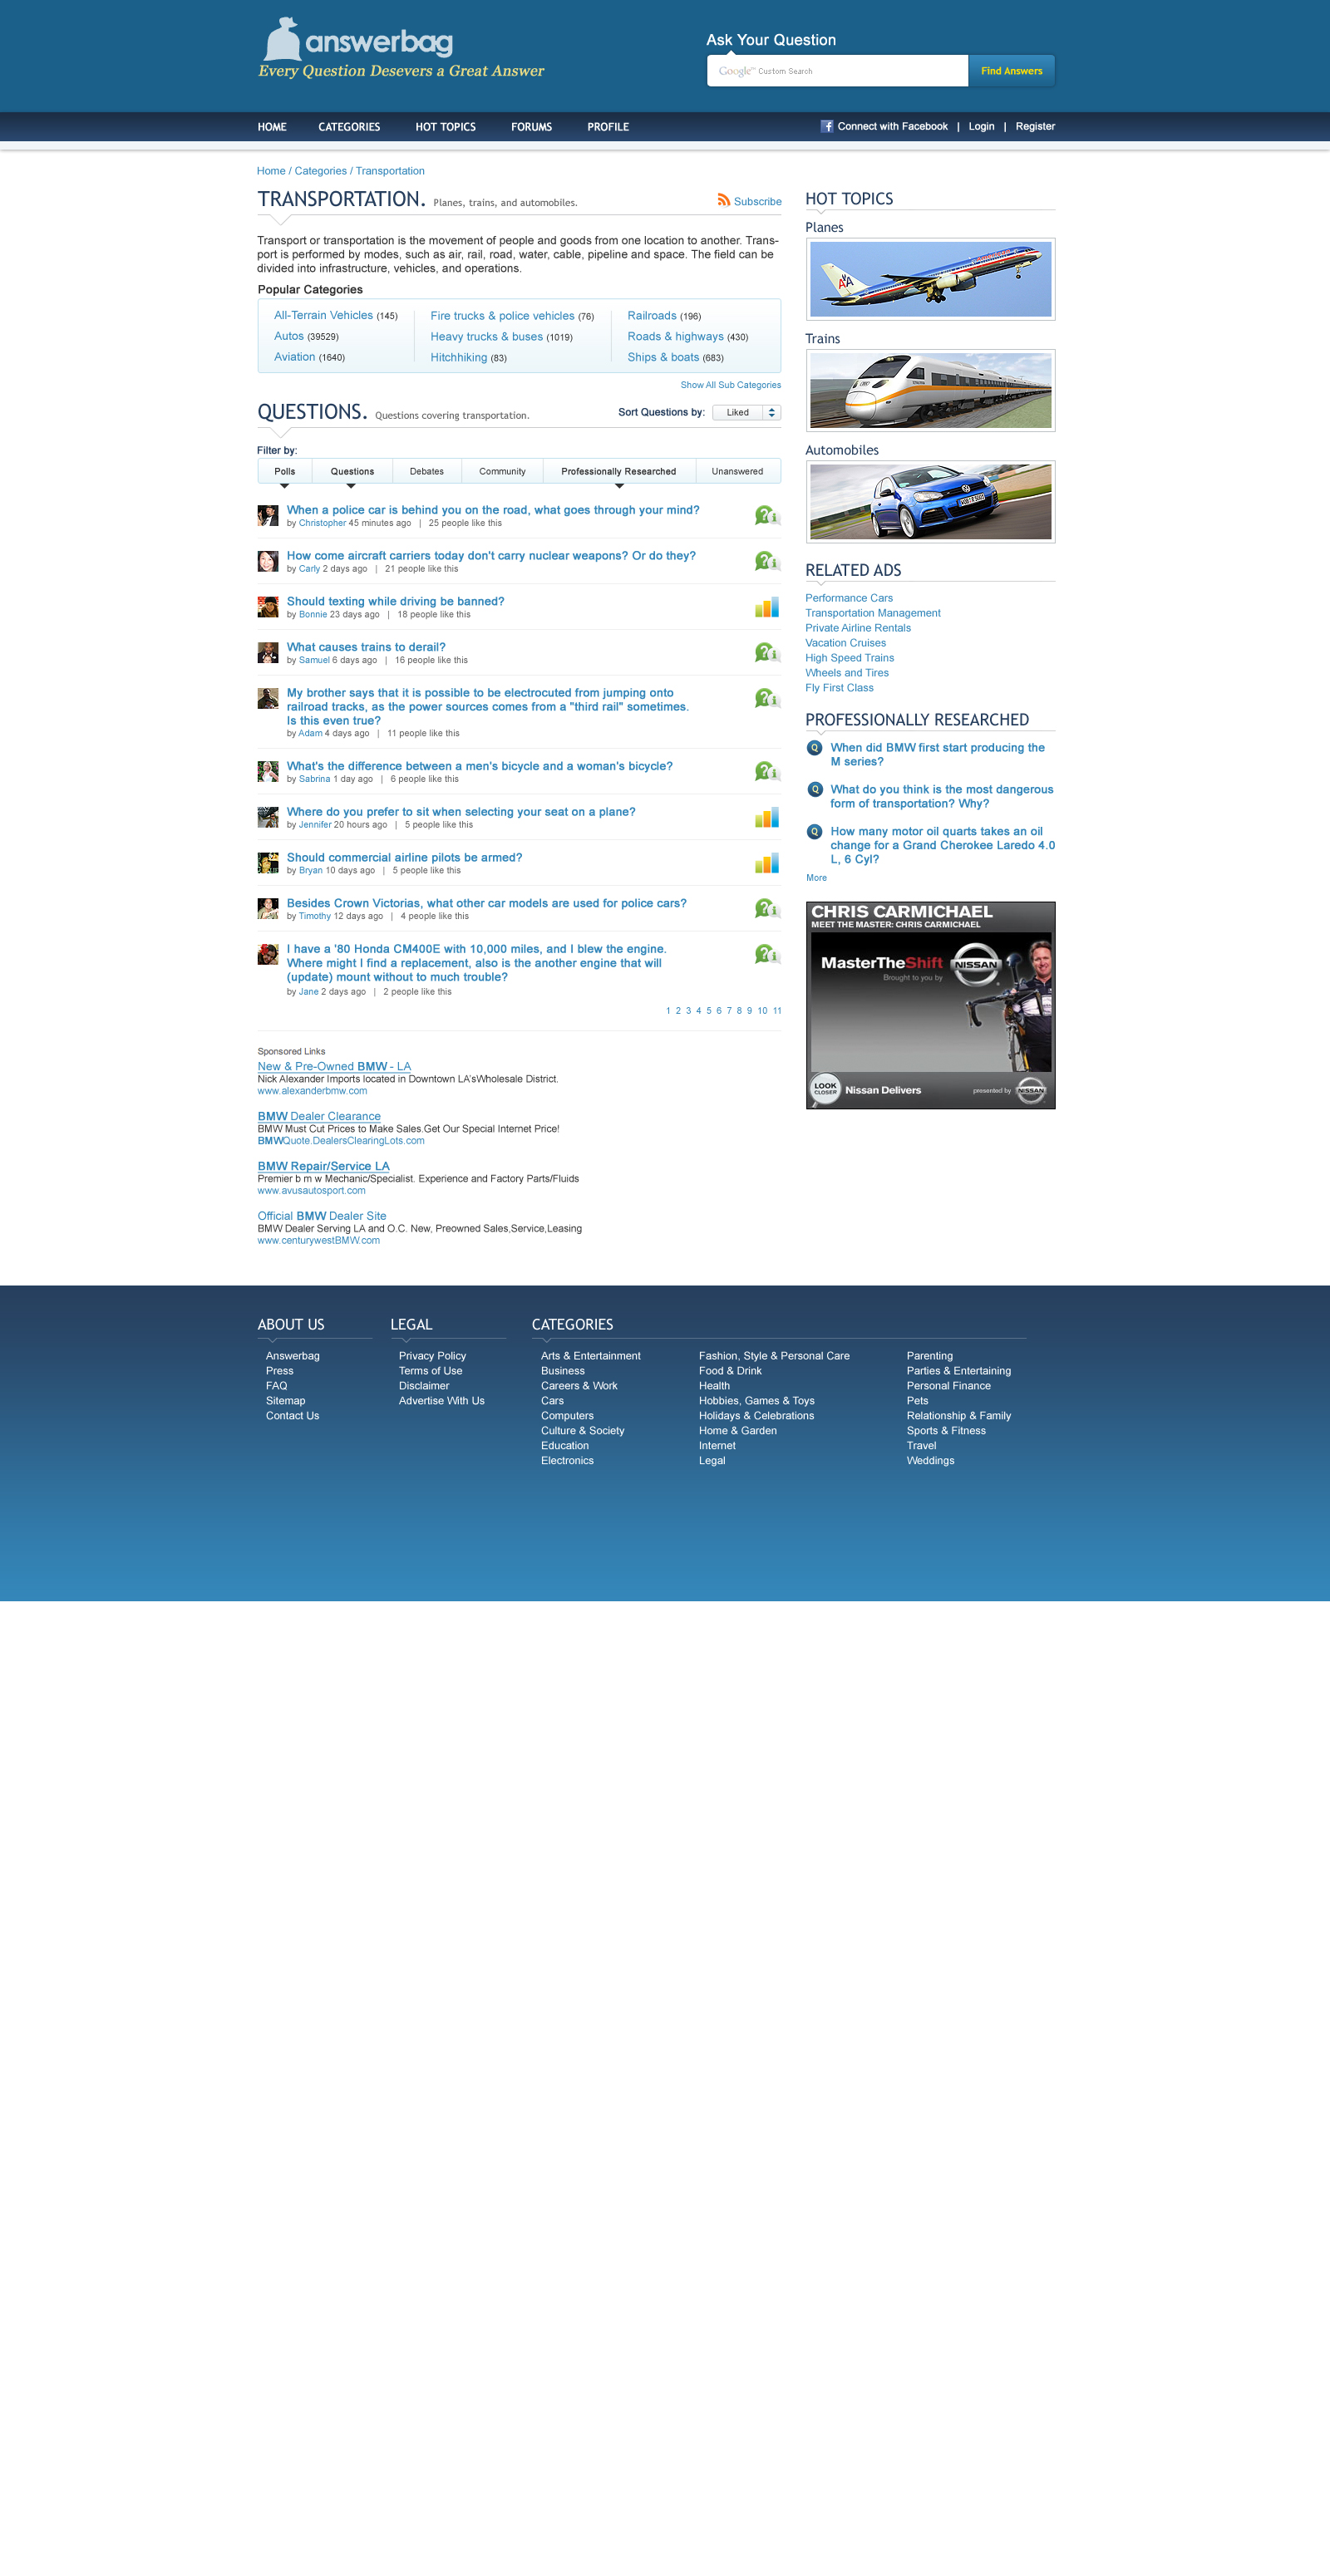 answerbag
Every Question Desevers a Great Answer
Ask Your Question
Google™ Custom Search
Find Answers
HOME CATEGORIES HOT TOPICS FORUMS PROFILE
f Connect with Facebook | Login | Register
Home / Categories / Transportation
TRANSPORTATION. Planes, trains, and automobiles.
Subscribe
Transport or transportation is the movement of people and goods from one location to another. Trans-
port is performed by modes, such as air, rail, road, water, cable, pipeline and space. The field can be
divided into infrastructure, vehicles, and operations.
Popular Categories
All-Terrain Vehicles (145) Fire trucks & police vehicles (76) Railroads (196)
Autos (39529) Heavy trucks & buses (1019) Roads & highways (430)
Aviation (1640) Hitchhiking (83) Ships & boats (683)
Show All Sub Categories
QUESTIONS. Questions covering transportation.
Sort Questions by: Liked
Filter by:
Polls Questions Debates Community Professionally Researched Unanswered
When a police car is behind you on the road, what goes through your mind?
by Christopher 45 minutes ago | 25 people like this
How come aircraft carriers today don't carry nuclear weapons? Or do they?
by Carly 2 days ago | 21 people like this
Should texting while driving be banned?
by Bonnie 23 days ago | 18 people like this
What causes trains to derail?
by Samuel 6 days ago | 16 people like this
My brother says that it is possible to be electrocuted from jumping onto
railroad tracks, as the power sources comes from a "third rail" sometimes.
Is this even true?
by Adam 4 days ago | 11 people like this
What's the difference between a men's bicycle and a woman's bicycle?
by Sabrina 1 day ago | 6 people like this
Where do you prefer to sit when selecting your seat on a plane?
by Jennifer 20 hours ago | 5 people like this
Should commercial airline pilots be armed?
by Bryan 10 days ago | 5 people like this
Besides Crown Victorias, what other car models are used for police cars?
by Timothy 12 days ago | 4 people like this
I have a '80 Honda CM400E with 10,000 miles, and I blew the engine.
Where might I find a replacement, also is the another engine that will
(update) mount without to much trouble?
by Jane 2 days ago | 2 people like this
1 2 3 4 5 6 7 8 9 10 11
Sponsored Links
New & Pre-Owned BMW - LA
Nick Alexander Imports located in Downtown LA'sWholesale District.
www.alexanderbmw.com
BMW Dealer Clearance
BMW Must Cut Prices to Make Sales.Get Our Special Internet Price!
BMWQuote.DealersClearingLots.com
BMW Repair/Service LA
Premier b m w Mechanic/Specialist. Experience and Factory Parts/Fluids
www.avusautosport.com
Official BMW Dealer Site
BMW Dealer Serving LA and O.C. New, Preowned Sales,Service,Leasing
www.centurywestBMW.com
HOT TOPICS
Planes
AA
Trains
Automobiles
RELATED ADS
Performance Cars
Transportation Management
Private Airline Rentals
Vacation Cruises
High Speed Trains
Wheels and Tires
Fly First Class
PROFESSIONALLY RESEARCHED
Q When did BMW first start producing the
M series?
Q What do you think is the most dangerous
form of transportation? Why?
Q How many motor oil quarts takes an oil
change for a Grand Cherokee Laredo 4.0
L, 6 Cyl?
More
CHRIS CARMICHAEL
MEET THE MASTER: CHRIS CARMICHAEL
MasterTheShift
Brought to you by
NISSAN
LOOK
CLOSER
Nissan Delivers
presented by NISSAN
ABOUT US
Answerbag
Press
FAQ
Sitemap
Contact Us
LEGAL
Privacy Policy
Terms of Use
Disclaimer
Advertise With Us
CATEGORIES
Arts & Entertainment
Business
Careers & Work
Cars
Computers
Culture & Society
Education
Electronics
Fashion, Style & Personal Care
Food & Drink
Health
Hobbies, Games & Toys
Holidays & Celebrations
Home & Garden
Internet
Legal
Parenting
Parties & Entertaining
Personal Finance
Pets
Relationship & Family
Sports & Fitness
Travel
Weddings